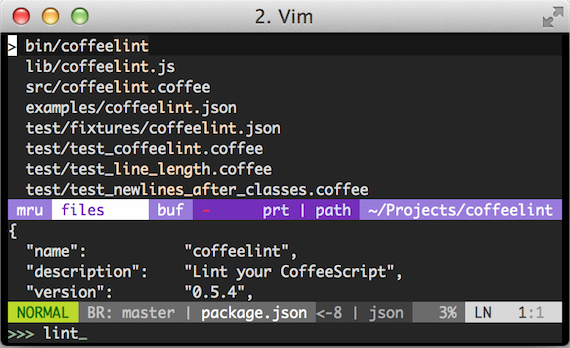 2. Vim
> bin/coffeelint
lib/coffeelint.js
src/coffeelint.coffee
examples/coffeelint.json
test/fixtures/coffeelint.json
test/test_coffeelint.coffee
test/test_line_length.coffee
test/test_newlines_after_classes.coffee
mru files buf - prt | path ~/Projects/coffeelint
{
"name": "coffeelint",
"description": "Lint your CoffeeScript",
"version": "0.5.4",
NORMAL BR: master | package.json <-8 | json 3% LN 1:1
>>> lint_